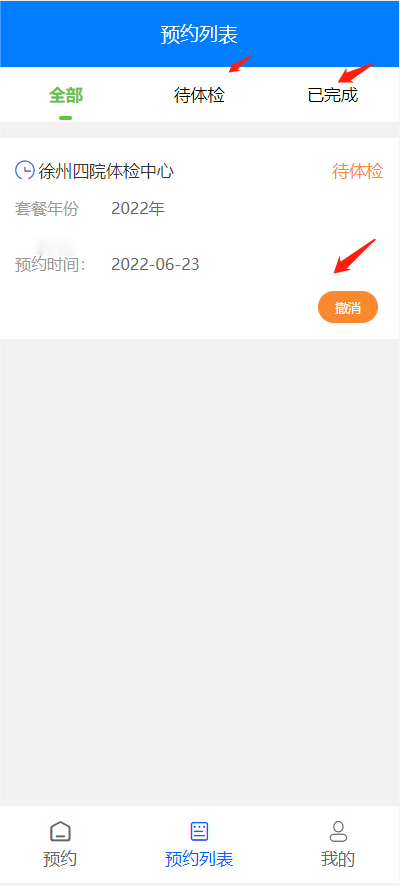 预约列表
全部 待体检 已完成
徐州四院体检中心 待体检
套餐年份 2022年
预约时间： 2022-06-23
撤消
预约 预约列表 我的